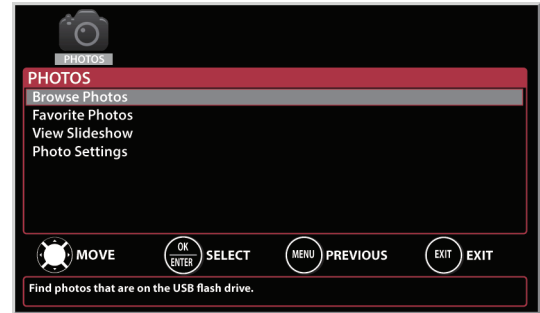 PHOTOS
PHOTOS
Browse Photos
Favorite Photos
View Slideshow
Photo Settings
MOVE OK ENTER SELECT MENU PREVIOUS EXIT EXIT
Find photos that are on the USB flash drive.